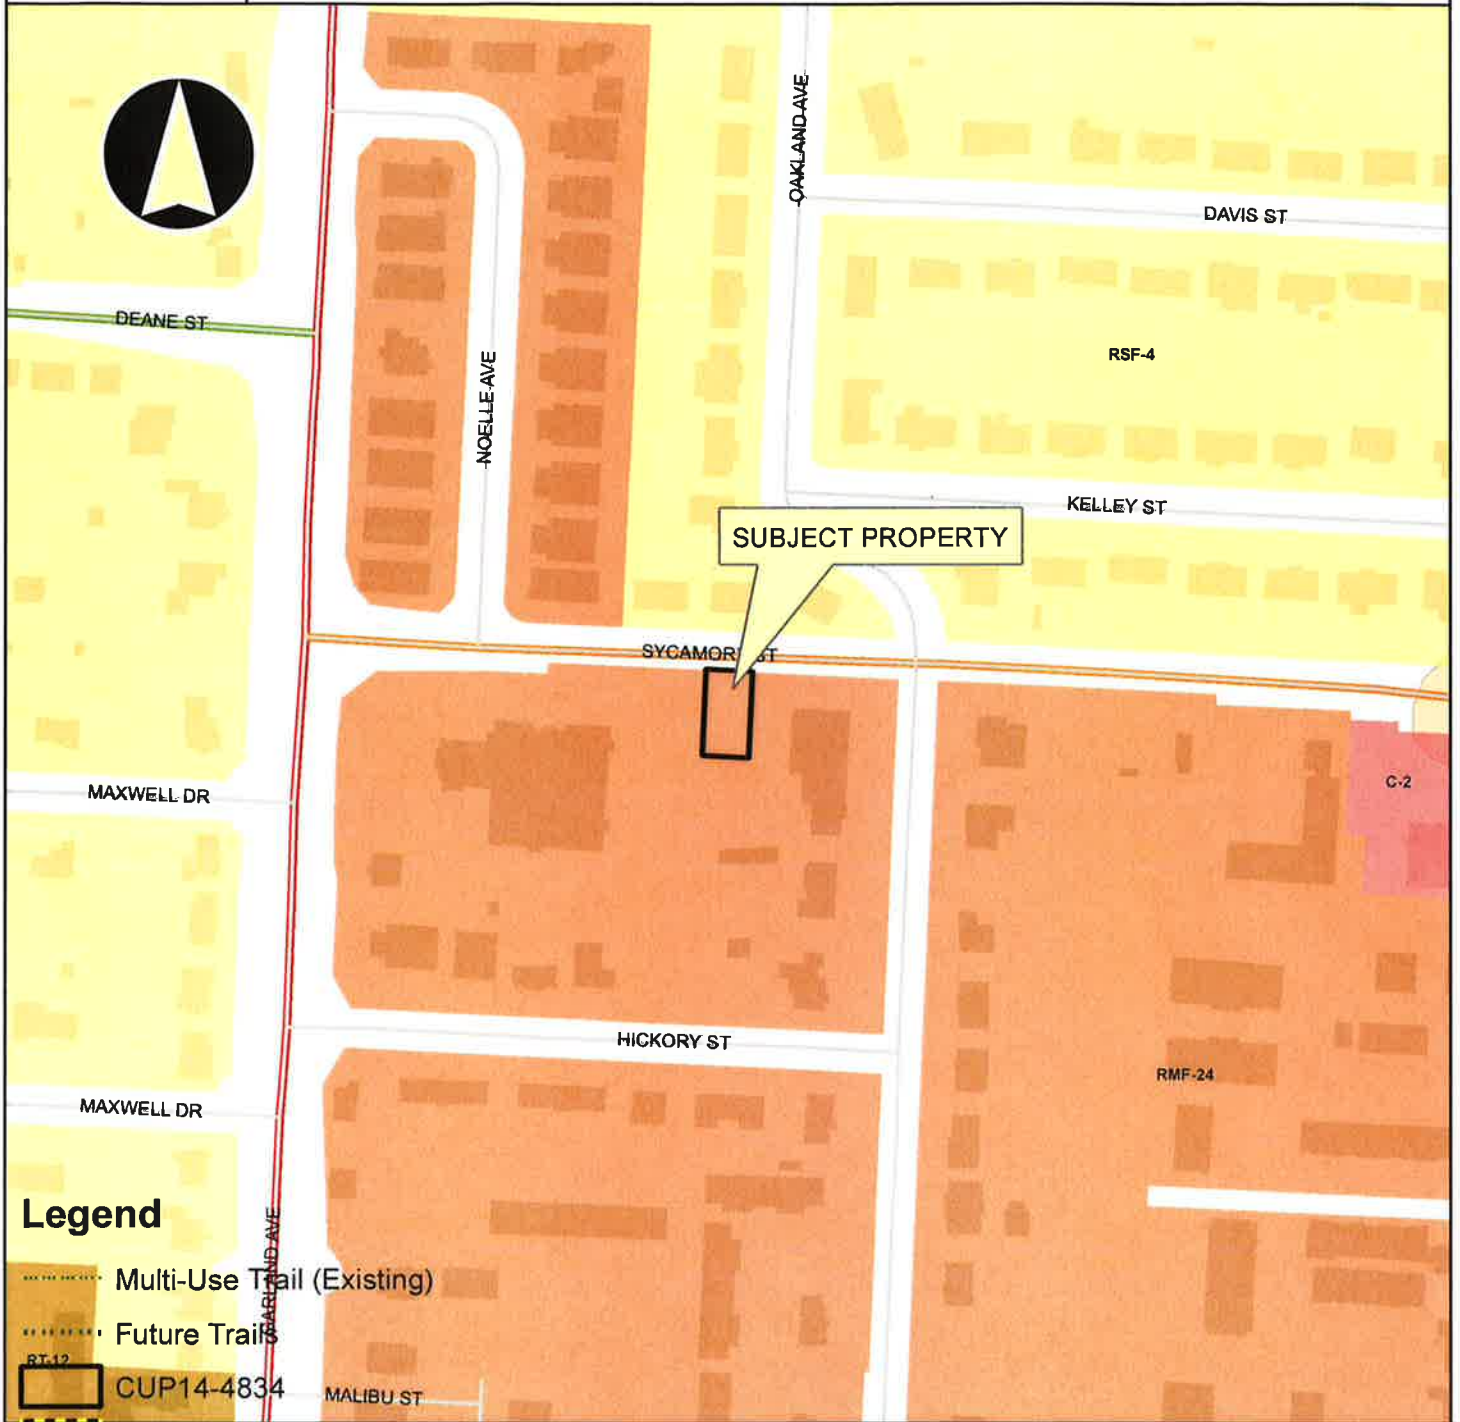 OAKLAND AVE
DAVIS ST
DEANE ST
RSF-4
NOELLE AVE
KELLEY ST
SUBJECT PROPERTY
SYCAMORE ST
C-2
MAXWELL DR
HICKORY ST
RMF-24
MAXWELL DR
GARLAND AVE
Legend
Multi-Use Trail (Existing)
Future Trails
RT-12
CUP14-4834
MALIBU ST